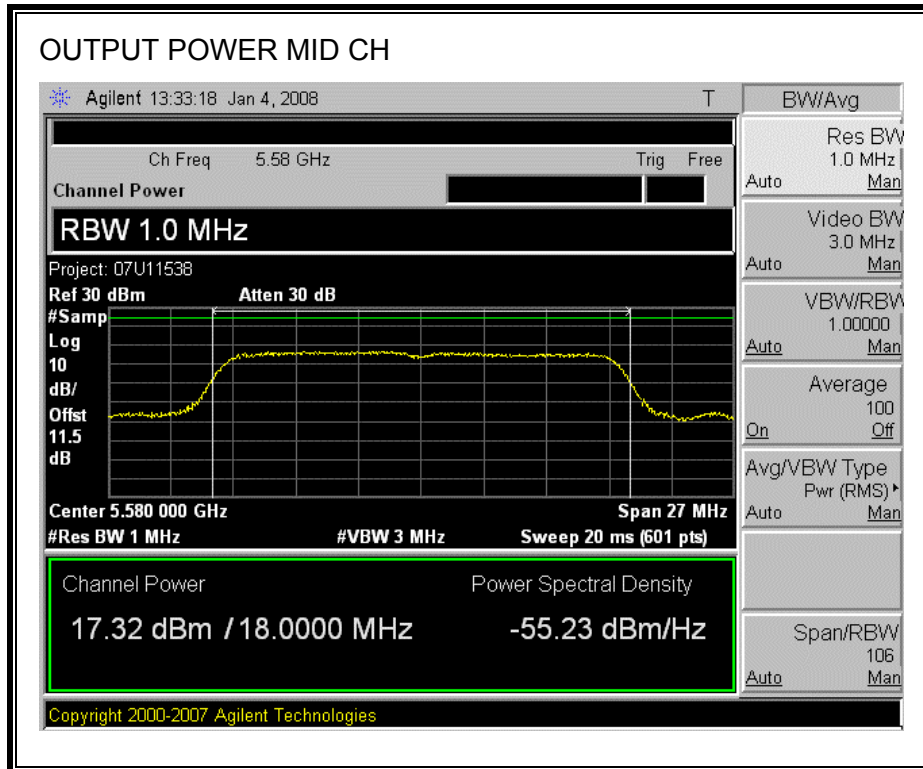 OUTPUT POWER MID CH
Agilent 13:33:18 Jan 4, 2008 T
BW/Avg
Ch Freq 5.58 GHz Trig Free
Channel Power
RBW 1.0 MHz
Project: 07U11538
Ref 30 dBm Atten 30 dB
#Samp
Log
10
dB/
Offst
11.5
dB
Center 5.580 000 GHz Span 27 MHz
#Res BW 1 MHz #VBW 3 MHz Sweep 20 ms (601 pts)
Channel Power Power Spectral Density
17.32 dBm / 18.0000 MHz -55.23 dBm/Hz
Copyright 2000-2007 Agilent Technologies
Res BW
1.0 MHz
Auto Man
Video BW
3.0 MHz
Auto Man
VBW/RBW
1.00000
Auto Man
Average
100
On Off
Avg/VBW Type
Pwr (RMS)
Auto Man
Span/RBW
106
Auto Man